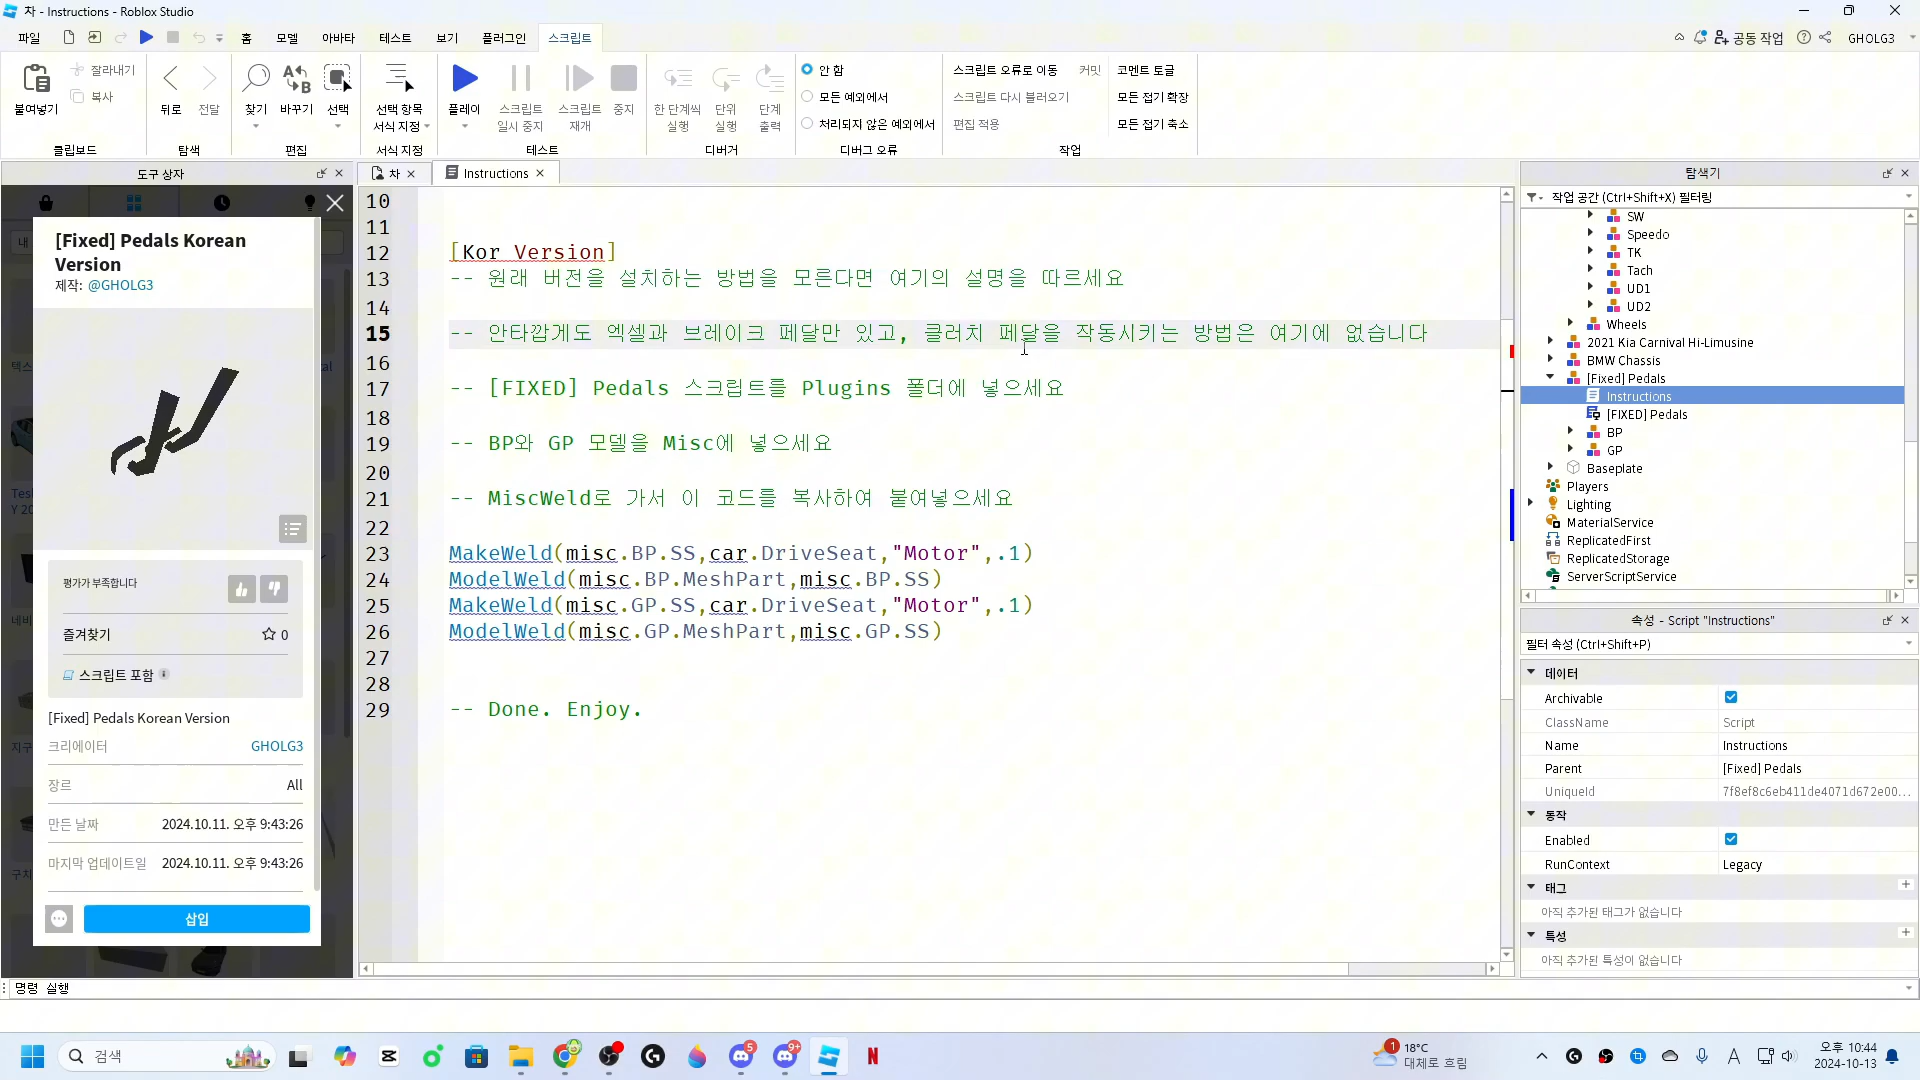 차 - Instructions - Roblox Studio
파일
홈
모델
아바타
테스트
보기
플러그인
스크립트
공동 작업
GHOLG3
붙여넣기
잘라내기
복사
클립보드
뒤로
전달
탐색
찾기
바꾸기
선택
편집
선택 항목
서식 지정
서식 지정
플레이
스크립트
일시 중지
스크립트
재개
중지
테스트
한 단계씩
실행
단위
실행
단계
출력
디버거
안 함
모든 예외에서
처리되지 않은 예외에서
디버그 오류
스크립트 오류로 이동
커밋
스크립트 다시 불러오기
편집 적용
코멘트 토글
모든 접기 확장
모든 접기 축소
작업
도구 상자
[Fixed] Pedals Korean
Version
제작: @GHOLG3
평가가 부족합니다
즐겨찾기
0
스크립트 포함
[Fixed] Pedals Korean Version
크리에이터
GHOLG3
장르
All
만든 날짜
2024.10.11. 오후 9:43:26
마지막 업데이트일
2024.10.11. 오후 9:43:26
삽입
차
Instructions
10
11
12 [Kor Version]
13 -- 원래 버전을 설치하는 방법을 모른다면 여기의 설명을 따르세요
14
15 -- 안타깝게도 엑셀과 브레이크 페달만 있고, 클러치 페달을 작동시키는 방법은 여기에 없습니다
16
17 -- [FIXED] Pedals 스크립트를 Plugins 폴더에 넣으세요
18
19 -- BP와 GP 모델을 Misc에 넣으세요
20
21 -- MiscWeld로 가서 이 코드를 복사하여 붙여넣으세요
22
23 MakeWeld(misc.BP.SS,car.DriveSeat,"Motor",.1)
24 ModelWeld(misc.BP.MeshPart,misc.BP.SS)
25 MakeWeld(misc.GP.SS,car.DriveSeat,"Motor",.1)
26 ModelWeld(misc.GP.MeshPart,misc.GP.SS)
27
28
29 -- Done. Enjoy.
탐색기
작업 공간 (Ctrl+Shift+X) 필터링
SW
Speedo
TK
Tach
UD1
UD2
Wheels
2021 Kia Carnival Hi-Limusine
BMW Chassis
[Fixed] Pedals
Instructions
[FIXED] Pedals
BP
GP
Baseplate
Players
Lighting
MaterialService
ReplicatedFirst
ReplicatedStorage
ServerScriptService
속성 - Script "Instructions"
필터 속성 (Ctrl+Shift+P)
데이터
Archivable
ClassName
Script
Name
Instructions
Parent
[Fixed] Pedals
UniqueId
7f8ef8c6eb411de4071d672e00...
동작
Enabled
RunContext
Legacy
태그
아직 추가된 태그가 없습니다
특성
아직 추가된 특성이 없습니다
명령 실행
검색
5
9+
1
18°C
대체로 흐림
A
오후 10:44
2024-10-13